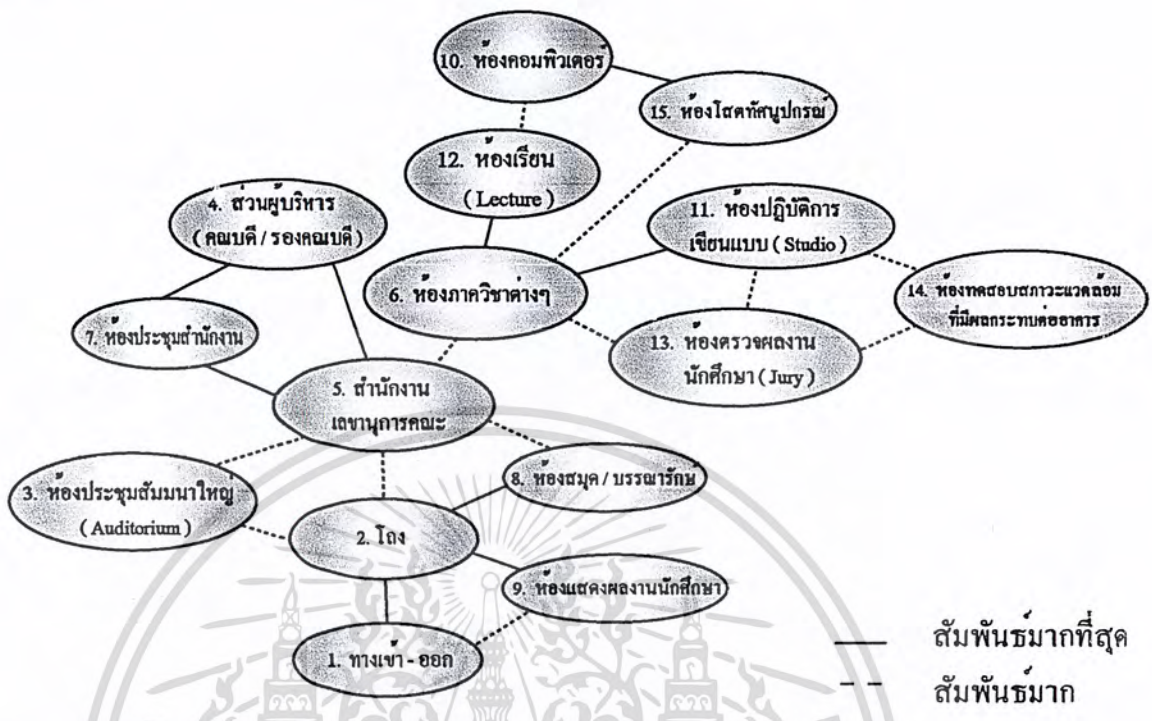 10. ห้องคอมพิวเตอร์
15. ห้องโสตทัศนูปกรณ์
12. ห้องเรียน
( Lecture )
4. ส่วนผู้บริหาร
( คณบดี / รองคณบดี )
11. ห้องปฏิบัติการ
เขียนแบบ ( Studio )
6. ห้องภาควิชาต่างๆ
14. ห้องทดสอบสภาวะแวดล้อม
ที่มีผลกระทบต่ออาคาร
7. ห้องประชุมสำนักงาน
13. ห้องตรวจผลงาน
นักศึกษา ( Jury )
5. สำนักงาน
เลขานุการคณะ
3. ห้องประชุมสัมมนาใหญ่
( Auditorium )
8. ห้องสมุด / บรรณารักษ์
2. โถง
9. ห้องแสดงผลงานนักศึกษา
1. ทางเข้า - ออก
สัมพันธ์มากที่สุด
สัมพันธ์มาก